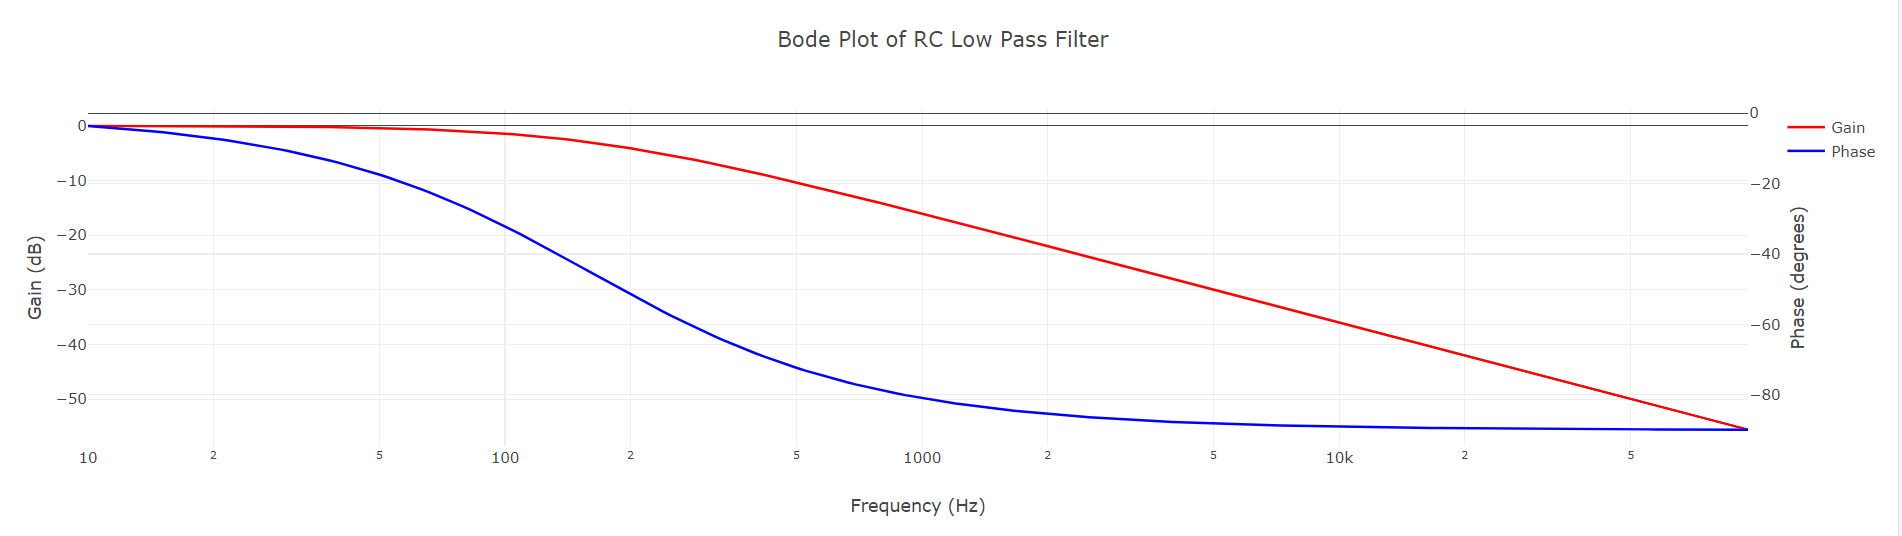 Bode Plot of RC Low Pass Filter
0
−10
−20
−30
−40
−50
Gain (dB)
0
−20
−40
−60
−80
Phase (degrees)
Gain
Phase
10 2 5 100 2 5 1000 2 5 10k 2 5
Frequency (Hz)